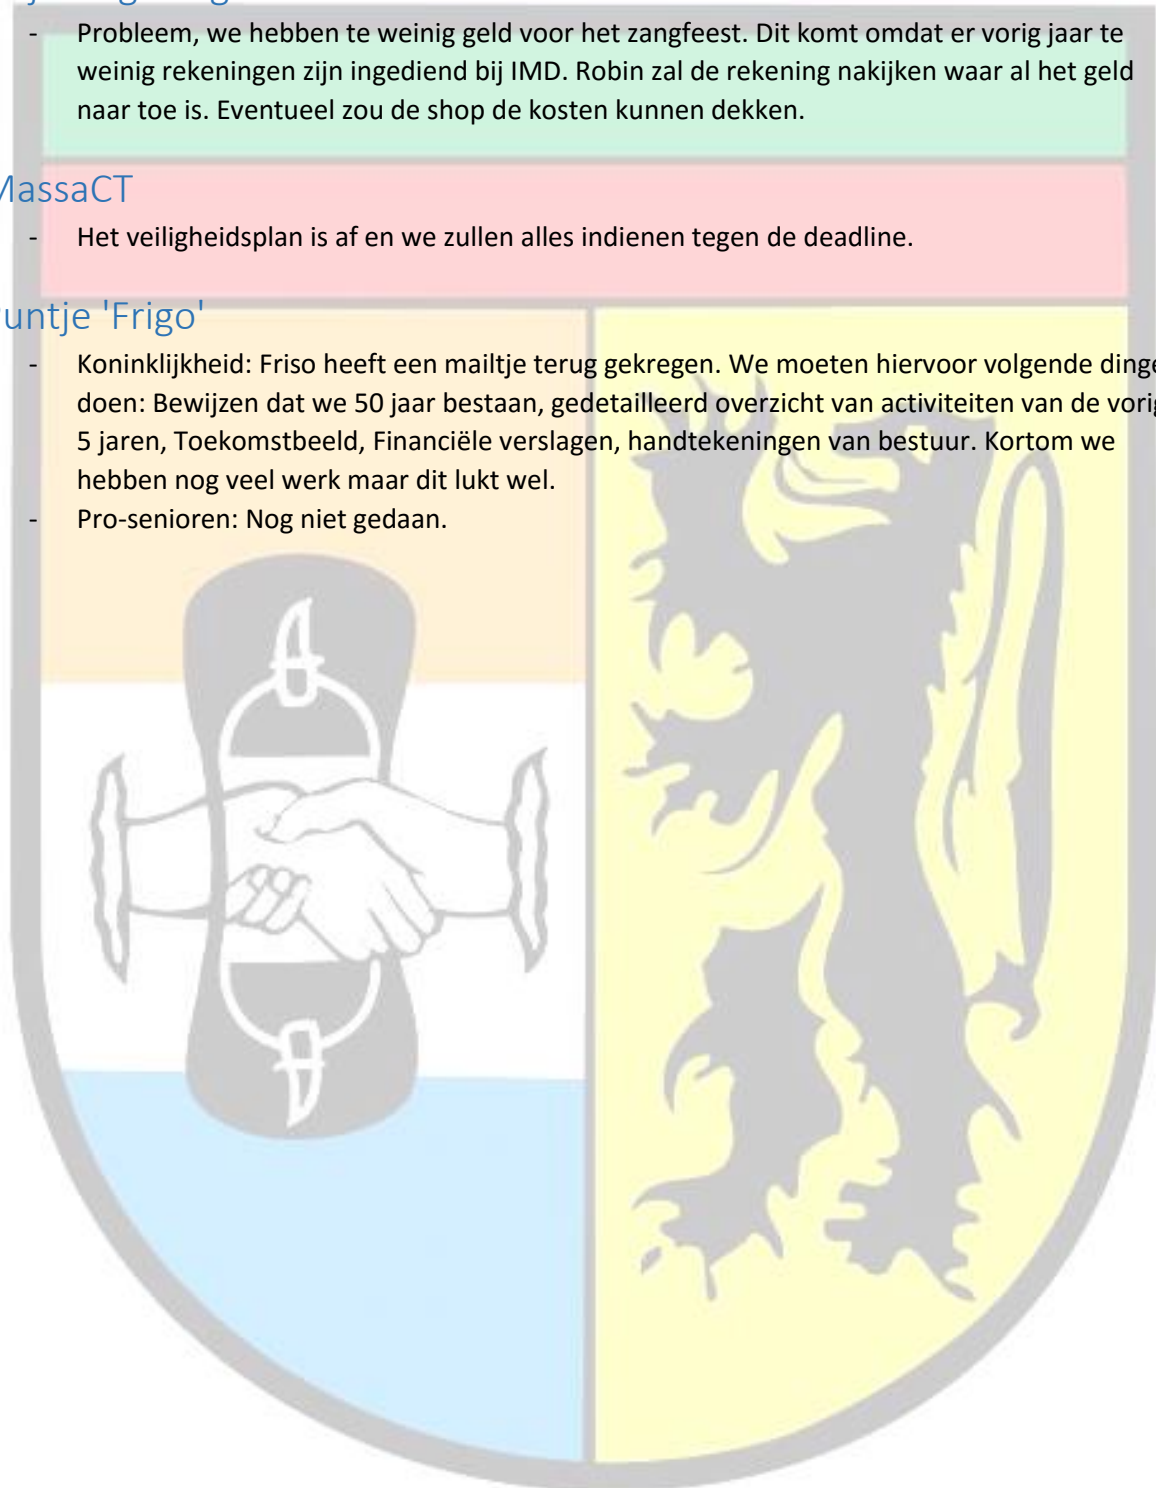 - Probleem, we hebben te weinig geld voor het zangfeest. Dit komt omdat er vorig jaar te
weinig rekeningen zijn ingediend bij IMD. Robin zal de rekening nakijken waar al het geld
naar toe is. Eventueel zou de shop de kosten kunnen dekken.
MassaCT
- Het veiligheidsplan is af en we zullen alles indienen tegen de deadline.
untje 'Frigo'
- Koninklijkheid: Friso heeft een mailtje terug gekregen. We moeten hiervoor volgende dinge
doen: Bewijzen dat we 50 jaar bestaan, gedetailleerd overzicht van activiteiten van de vorig
5 jaren, Toekomstbeeld, Financiële verslagen, handtekeningen van bestuur. Kortom we
hebben nog veel werk maar dit lukt wel.
- Pro-senioren: Nog niet gedaan.